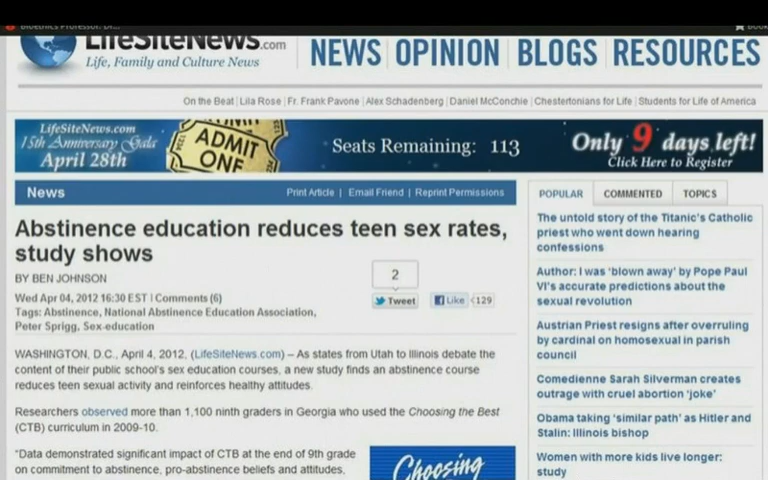 LifeSiteNews.com
Life, Family and Culture News
NEWS | OPINION | BLOGS | RESOURCES
On the Beat | Lila Rose | Fr. Frank Pavone | Alex Schadenberg | Daniel McConchie | Chestertonians for Life | Students for Life of America
LifeSiteNews.com
15th Anniversary Gala
April 28th
ADMIT
ONE
Seats Remaining: 113
Only 9 days left!
Click Here to Register
News
Print Article | Email Friend | Reprint Permissions
Abstinence education reduces teen sex rates,
study shows
BY BEN JOHNSON
Wed Apr 04, 2012 16:30 EST | Comments (6)
Tags: Abstinence, National Abstinence Education Association,
Peter Sprigg, Sex-education
2
Tweet
Like
129
WASHINGTON, D.C., April 4, 2012, (LifeSiteNews.com) – As states from Utah to Illinois debate the
content of their public school's sex education courses, a new study finds an abstinence course
reduces teen sexual activity and reinforces healthy attitudes.
Researchers observed more than 1,100 ninth graders in Georgia who used the Choosing the Best
(CTB) curriculum in 2009-10.
"Data demonstrated significant impact of CTB at the end of 9th grade
on commitment to abstinence, pro-abstinence beliefs and attitudes,
Choosing
POPULAR
COMMENTED
TOPICS
The untold story of the Titanic's Catholic
priest who went down hearing
confessions
Author: I was 'blown away' by Pope Paul
VI's accurate predictions about the
sexual revolution
Austrian Priest resigns after overruling
by cardinal on homosexual in parish
council
Comedienne Sarah Silverman creates
outrage with cruel abortion 'joke'
Obama taking 'similar path' as Hitler and
Stalin: Illinois bishop
Women with more kids live longer:
study